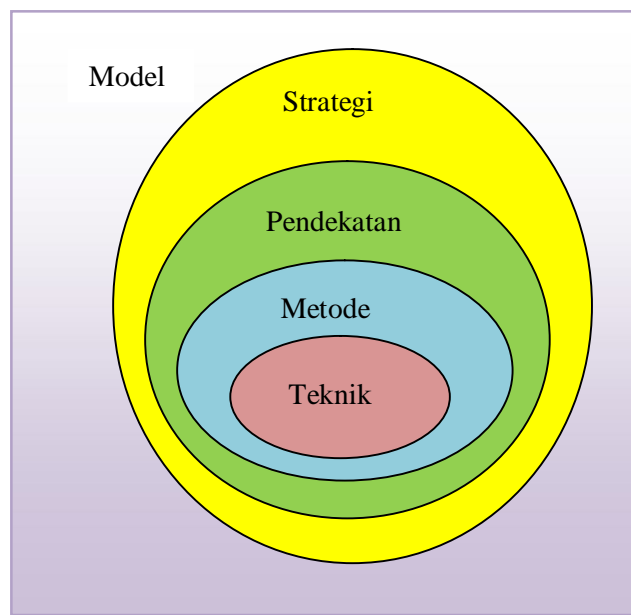 Model
Strategi
Pendekatan
Metode
Teknik